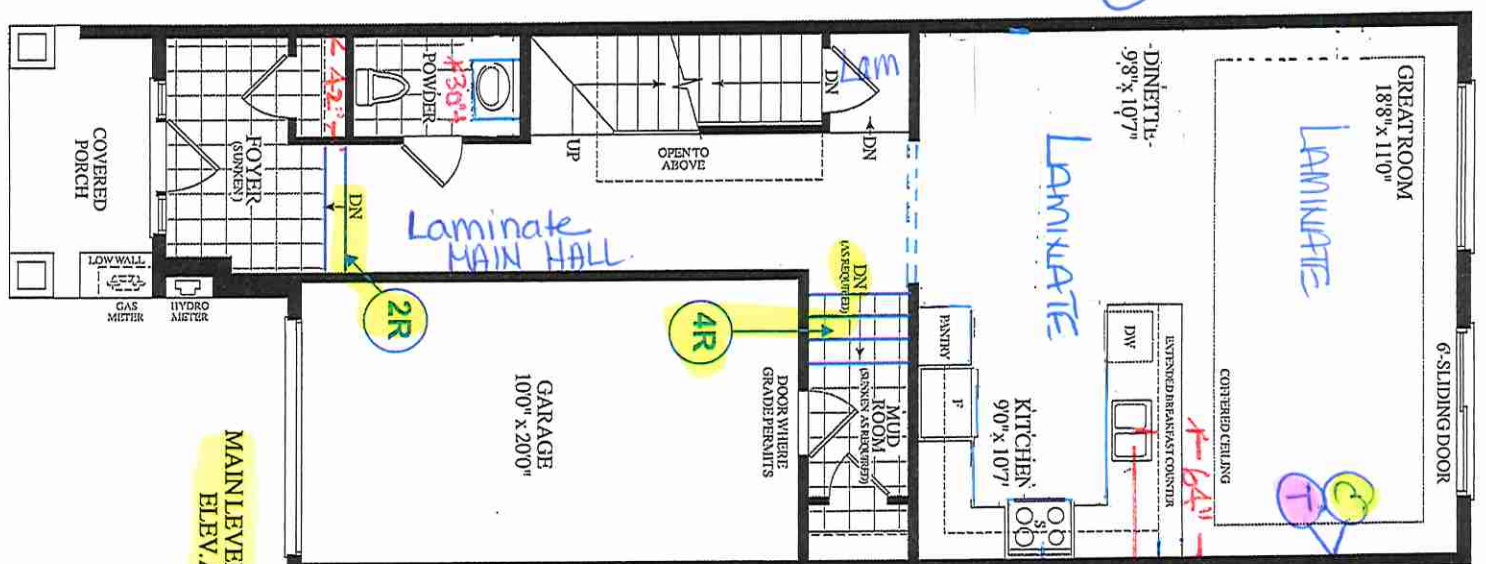 GREAT ROOM
18'8" x 11'0"
6'-SLIDING DOOR
LAMINATE
COFFERED CEILING
C
T
-DINETTE-
9'8" x 10'7"
LAMINATE
EXTENDED BREAKFAST COUNTER
64"
DW
KITCHEN
9'0" x 10'7"
S
PANTRY
F
Lam
DN
DN
OPEN TO
ABOVE
UP
DN
(AS REQUIRED)
4R
MUD
ROOM
(SUNKEN AS REQUIRED)
DOOR WHERE
GRADE PERMITS
POWDER
30"
42"
Laminate
MAIN HALL.
DN
2R
FOYER
(SUNKEN)
GARAGE
10'0" x 20'0"
COVERED
PORCH
LOW WALL
GAS
METER
HYDRO
METER
MAIN LEVE
ELEV.